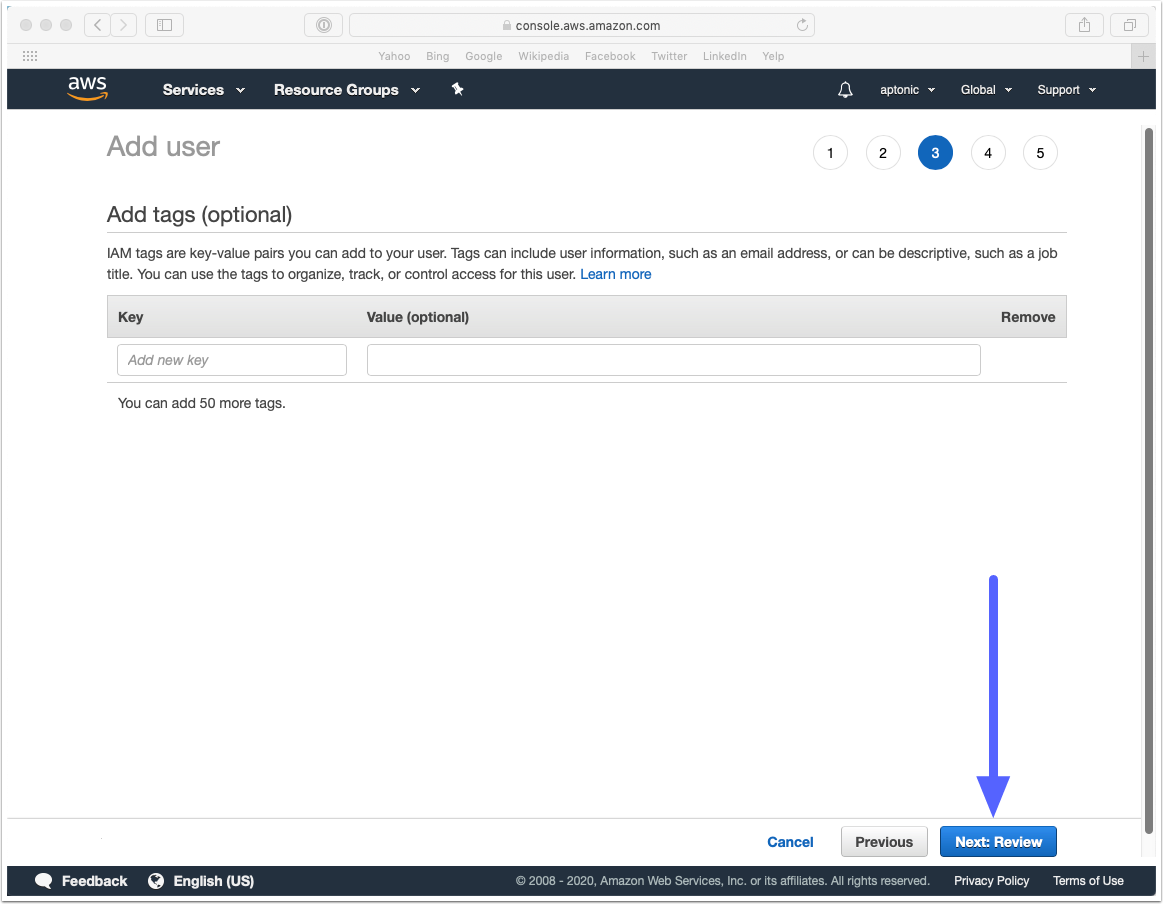 console.aws.amazon.com
Yahoo Bing Google Wikipedia Facebook Twitter LinkedIn Yelp
aws Services Resource Groups aptonic Global Support
Add user
1 2 3 4 5
Add tags (optional)
IAM tags are key-value pairs you can add to your user. Tags can include user information, such as an email address, or can be descriptive, such as a job
title. You can use the tags to organize, track, or control access for this user. Learn more
Key Value (optional) Remove
Add new key
You can add 50 more tags.
Cancel Previous Next: Review
Feedback English (US) © 2008 - 2020, Amazon Web Services, Inc. or its affiliates. All rights reserved. Privacy Policy Terms of Use